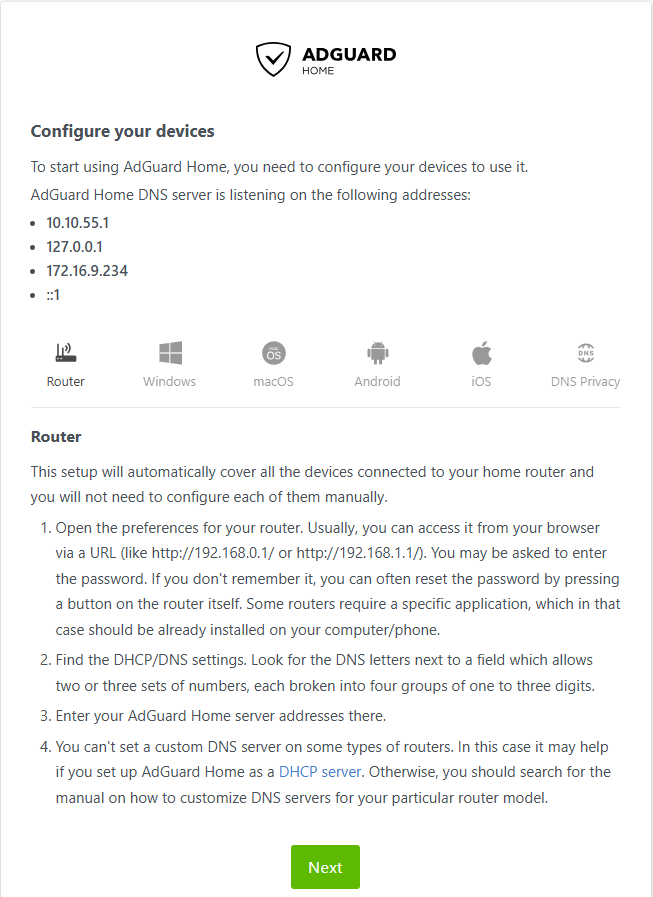 ADGUARD
HOME
Configure your devices
To start using AdGuard Home, you need to configure your devices to use it.
AdGuard Home DNS server is listening on the following addresses:
• 10.10.55.1
• 127.0.0.1
• 172.16.9.234
• ::1
mac
OS
DNS
Router Windows macOS Android iOS DNS Privacy
Router
This setup will automatically cover all the devices connected to your home router and
you will not need to configure each of them manually.
1. Open the preferences for your router. Usually, you can access it from your browser
via a URL (like http://192.168.0.1/ or http://192.168.1.1/). You may be asked to enter
the password. If you don't remember it, you can often reset the password by pressing
a button on the router itself. Some routers require a specific application, which in that
case should be already installed on your computer/phone.
2. Find the DHCP/DNS settings. Look for the DNS letters next to a field which allows
two or three sets of numbers, each broken into four groups of one to three digits.
3. Enter your AdGuard Home server addresses there.
4. You can't set a custom DNS server on some types of routers. In this case it may help
if you set up AdGuard Home as a DHCP server. Otherwise, you should search for the
manual on how to customize DNS servers for your particular router model.
Next